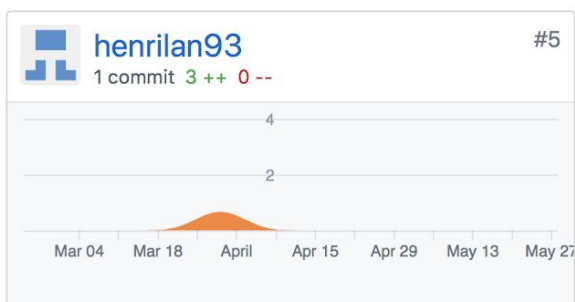 henrilan93 #5
1 commit 3 ++ 0 --
4
2
Mar 04 Mar 18 April Apr 15 Apr 29 May 13 May 27